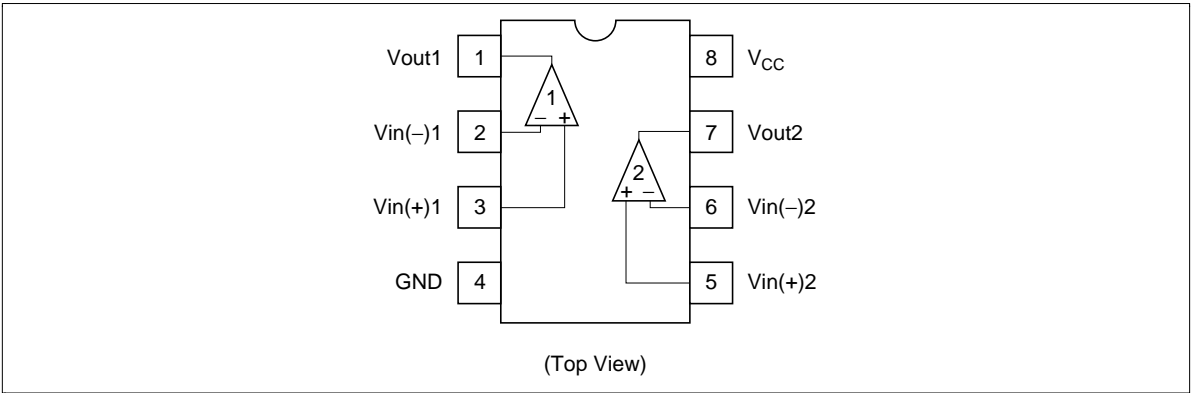 Vout1 1 8 VCC
1
− +
Vin(−)1 2 7 Vout2
2
+ −
Vin(+)1 3 6 Vin(−)2
GND 4 5 Vin(+)2
(Top View)